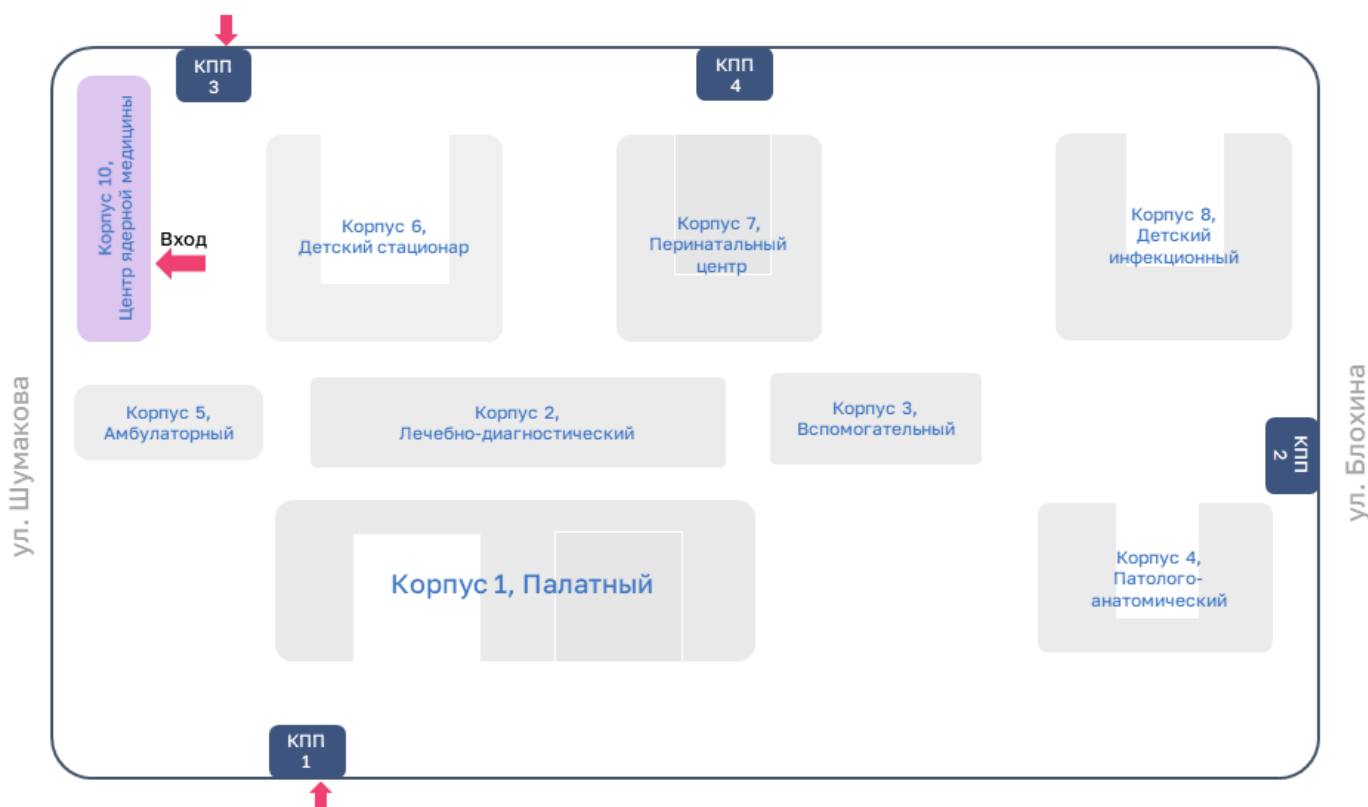 КПП
3
КПП
4
Корпус 10,
Центр ядерной медицины
Вход
Корпус 6,
Детский стационар
Корпус 7,
Перинатальный
центр
Корпус 8,
Детский
инфекционный
ул. Шумакова
Корпус 5,
Амбулаторный
Корпус 2,
Лечебно-диагностический
Корпус 3,
Вспомогательный
КПП
2
ул. Блохина
Корпус 1, Палатный
Корпус 4,
Патолого-
анатомический
КПП
1